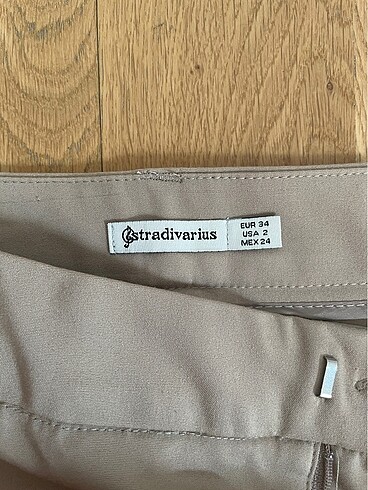 stradivarius
EUR 34
USA 2
MEX 24